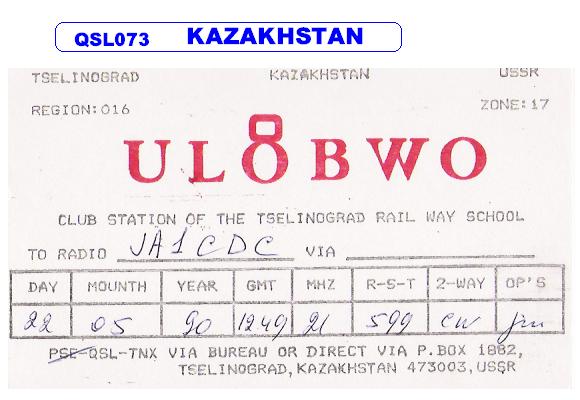 QSL073 KAZAKHSTAN
TSELINOGRAD KAZAKHSTAN USSR
REGION:016 ZONE:17
UL8BWO
CLUB STATION OF THE TSELINOGRAD RAIL WAY SCHOOL
TO RADIO JA1CDC VIA
DAY MOUNTH YEAR GMT MHZ R-S-T 2-WAY OP'S
22 05 90 1249 21 599 CW
PSE-QSL-TNX VIA BUREAU OR DIRECT VIA P.BOX 1882,
TSELINOGRAD, KAZAKHSTAN 473003, USSR